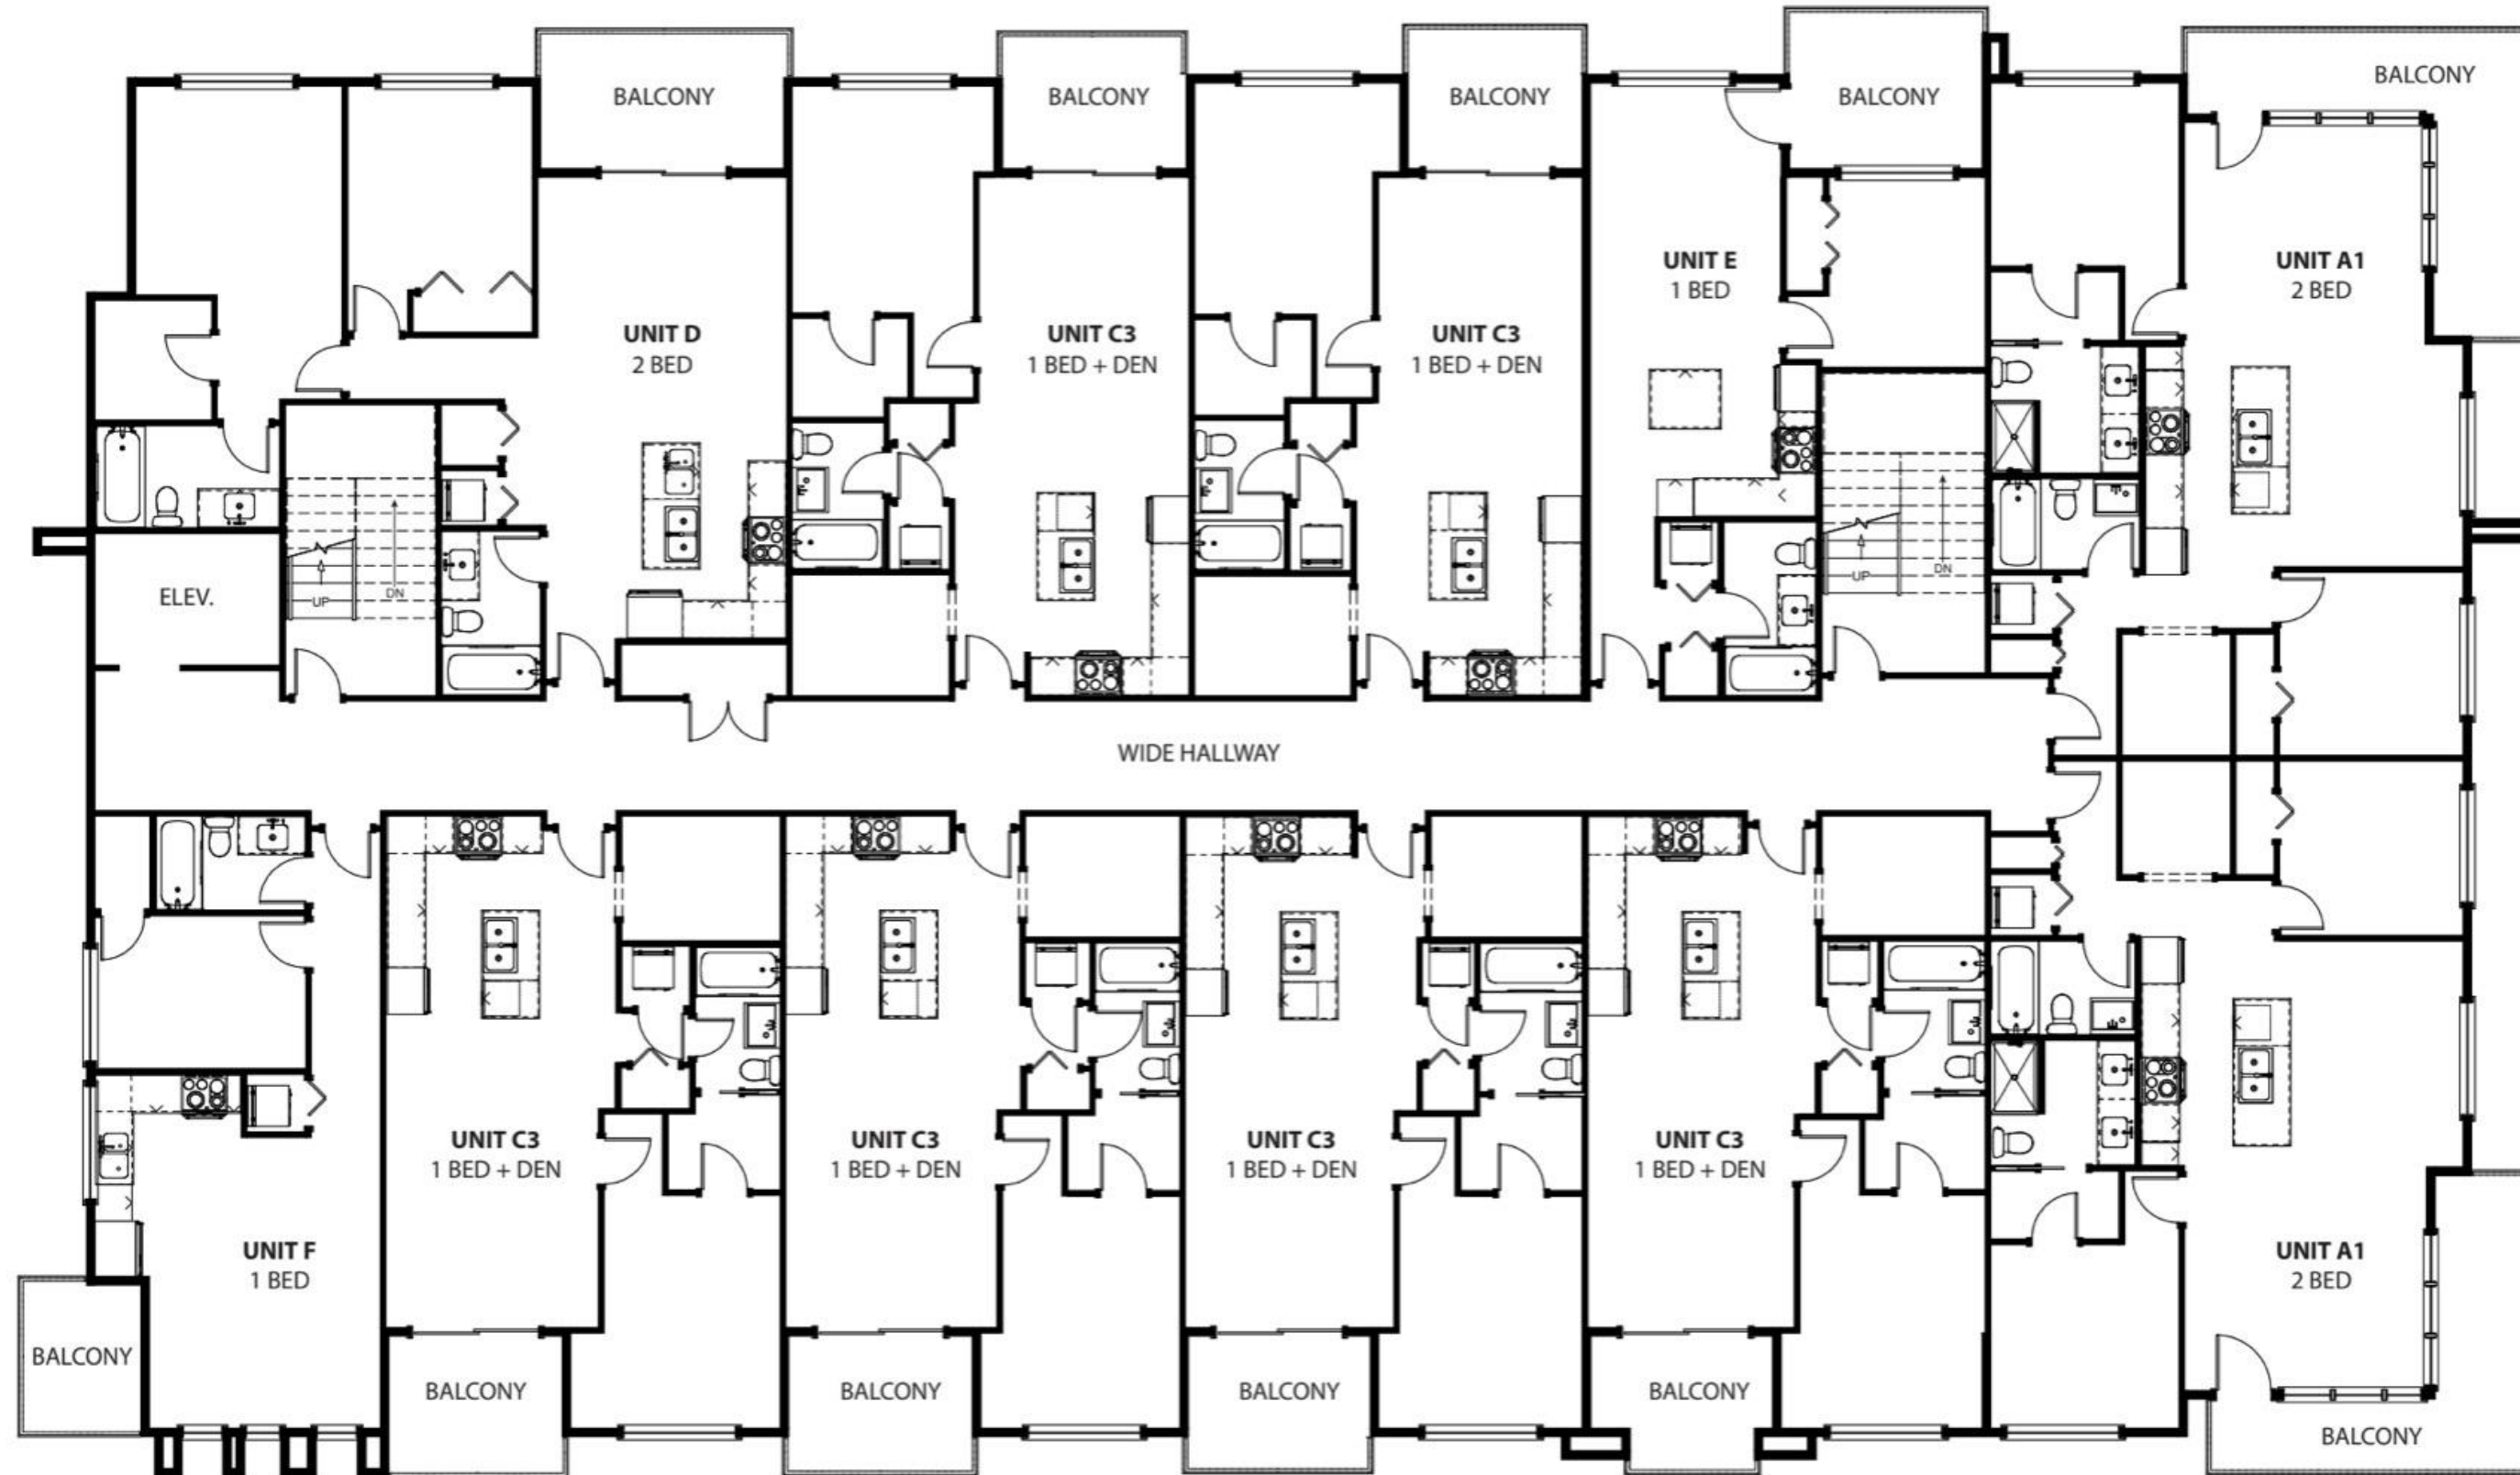 BALCONY
BALCONY
BALCONY
BALCONY
BALCONY
UNIT D
2 BED
UNIT C3
1 BED + DEN
UNIT C3
1 BED + DEN
UNIT E
1 BED
UNIT A1
2 BED
ELEV.
UP
DN
UP
DN
WIDE HALLWAY
UNIT F
1 BED
UNIT C3
1 BED + DEN
UNIT C3
1 BED + DEN
UNIT C3
1 BED + DEN
UNIT C3
1 BED + DEN
UNIT A1
2 BED
BALCONY
BALCONY
BALCONY
BALCONY
BALCONY
BALCONY